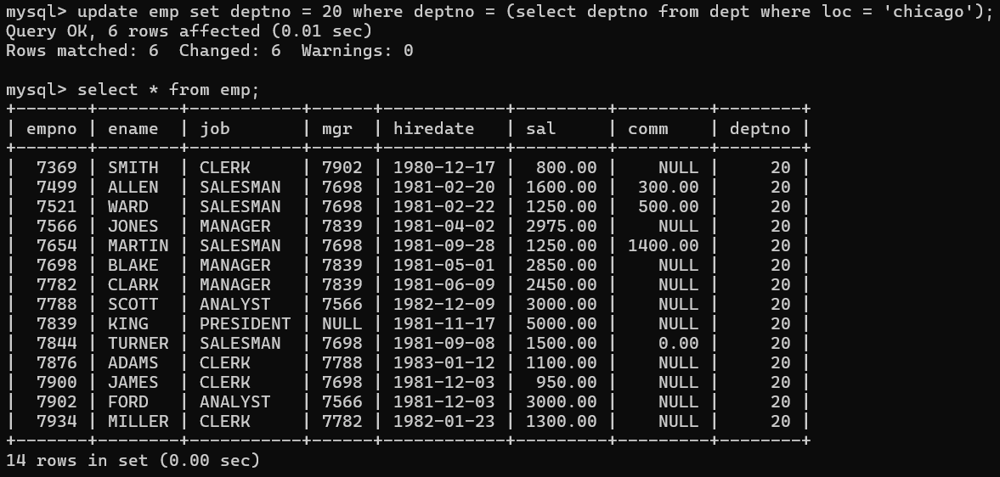 mysql> update emp set deptno = 20 where deptno = (select deptno from dept where loc = 'chicago');
Query OK, 6 rows affected (0.01 sec)
Rows matched: 6  Changed: 6  Warnings: 0

mysql> select * from emp;
+-------+--------+-----------+------+------------+---------+---------+--------+
| empno | ename  | job       | mgr  | hiredate   | sal     | comm    | deptno |
+-------+--------+-----------+------+------------+---------+---------+--------+
|  7369 | SMITH  | CLERK     | 7902 | 1980-12-17 |  800.00 |    NULL |     20 |
|  7499 | ALLEN  | SALESMAN  | 7698 | 1981-02-20 | 1600.00 |  300.00 |     20 |
|  7521 | WARD   | SALESMAN  | 7698 | 1981-02-22 | 1250.00 |  500.00 |     20 |
|  7566 | JONES  | MANAGER   | 7839 | 1981-04-02 | 2975.00 |    NULL |     20 |
|  7654 | MARTIN | SALESMAN  | 7698 | 1981-09-28 | 1250.00 | 1400.00 |     20 |
|  7698 | BLAKE  | MANAGER   | 7839 | 1981-05-01 | 2850.00 |    NULL |     20 |
|  7782 | CLARK  | MANAGER   | 7839 | 1981-06-09 | 2450.00 |    NULL |     20 |
|  7788 | SCOTT  | ANALYST   | 7566 | 1982-12-09 | 3000.00 |    NULL |     20 |
|  7839 | KING   | PRESIDENT | NULL | 1981-11-17 | 5000.00 |    NULL |     20 |
|  7844 | TURNER | SALESMAN  | 7698 | 1981-09-08 | 1500.00 |    0.00 |     20 |
|  7876 | ADAMS  | CLERK     | 7788 | 1983-01-12 | 1100.00 |    NULL |     20 |
|  7900 | JAMES  | CLERK     | 7698 | 1981-12-03 |  950.00 |    NULL |     20 |
|  7902 | FORD   | ANALYST   | 7566 | 1981-12-03 | 3000.00 |    NULL |     20 |
|  7934 | MILLER | CLERK     | 7782 | 1982-01-23 | 1300.00 |    NULL |     20 |
+-------+--------+-----------+------+------------+---------+---------+--------+
14 rows in set (0.00 sec)